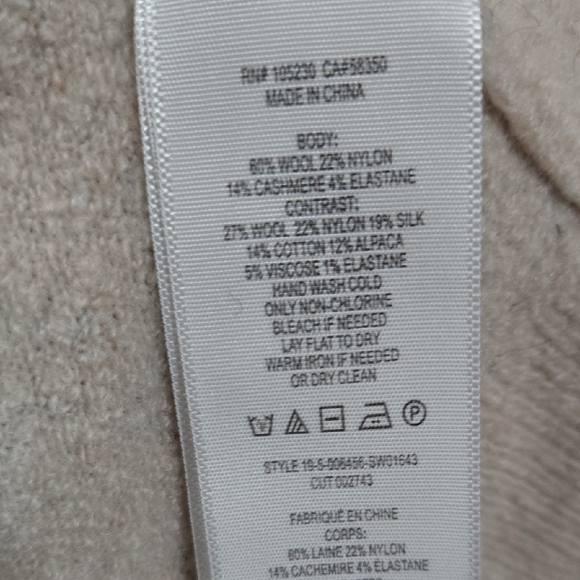 RN# 105230 CA#58350
MADE IN CHINA
BODY:
60% WOOL 22% NYLON
14% CASHMERE 4% ELASTANE
CONTRAST:
27% WOOL 22% NYLON 19% SILK
14% COTTON 12% ALPACA
5% VISCOSE 1% ELASTANE
HAND WASH COLD
ONLY NON-CHLORINE
BLEACH IF NEEDED
LAY FLAT TO DRY
WARM IRON IF NEEDED
OR DRY CLEAN
P
STYLE 19-5-906456-SW01643
CUT 002743
FABRIQUÉ EN CHINE
CORPS:
60% LAINE 22% NYLON
14% CACHEMIRE 4% ELASTANE